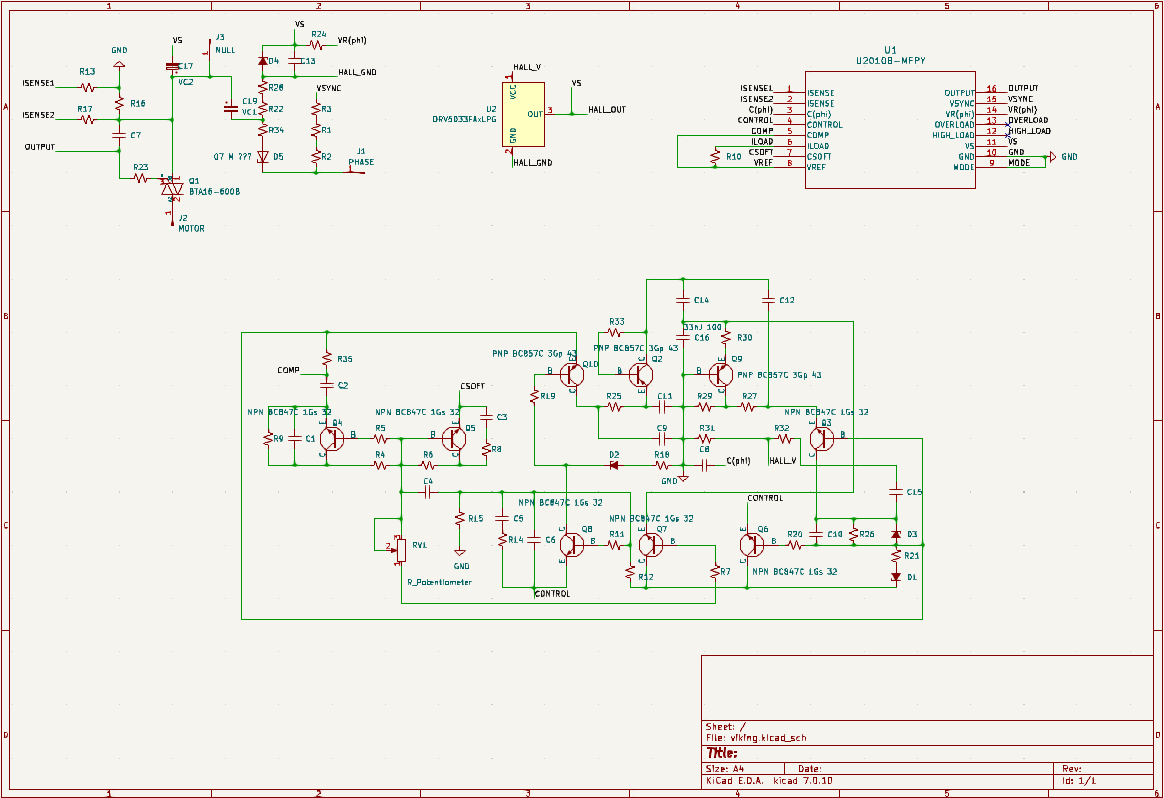 1 2 3 4 5 6
A
B
C
D
GND
R13
ISENSE1
R16
R17
ISENSE2
C7
OUTPUT
R23
Q1
BTA16-600B
J2
MOTOR
VS
C17
VC2
J3
NULL
C19
VC1
VS
R24
VR(phi)
D4
C13
HALL_GND
R28
VSYNC
R22
R3
R34
R1
Q7 M ???
D5
R2
J1
PHASE
HALL_V
VS
U2
DRV5033FAxLPG
VCC
OUT
3
HALL_OUT
GND
HALL_GND
U1
U2010B-MFPY
ISENSE1 1 ISENSE
ISENSE2 2 ISENSE
C(phi) 3 C(phi)
CONTROL 4 CONTROL
COMP 5 COMP
ILOAD 6 ILOAD
CSOFT 7 CSOFT
VREF 8 VREF
R10
OUTPUT 16 OUTPUT
VSYNC 15 VSYNC
VR(phi) 14 VR(phi)
OVERLOAD 13 OVERLOAD
HIGH_LOAD 12 HIGH_LOAD
VS 11 VS
GND 10 GND
MODE 9 MODE
GND
C14
C12
R33
33nJ 100
C16
R30
PNP BC857C 3Gp 43
Q10
PNP BC857C 3Gp 43
Q2
Q9
PNP BC857C 3Gp 43
R35
COMP
C2
CSOFT
R19
R25
C11
R29
R27
NPN BC847C 1Gs 32
Q4
NPN BC847C 1Gs 32
Q5
C3
NPN BC847C 1Gs 32
Q3
R9
C1
R5
R8
C9
R31
R32
R4
R6
D2
R18
C8
C(phi)
HALL_V
GND
C4
C15
CONTROL
NPN BC847C 1Gs 32
R15
C5
Q8
NPN BC847C 1Gs 32
Q7
Q6
R14
C6
R11
R20
C10
R26
D3
RV1
R_Potentiometer
GND
R12
R7
NPN BC847C 1Gs 32
R21
D1
CONTROL
Sheet: /
File: viking.kicad_sch
Title:
Size: A4 Date: Rev:
KiCad E.D.A. kicad 7.0.10 Id: 1/1
1 2 3 4 5 6